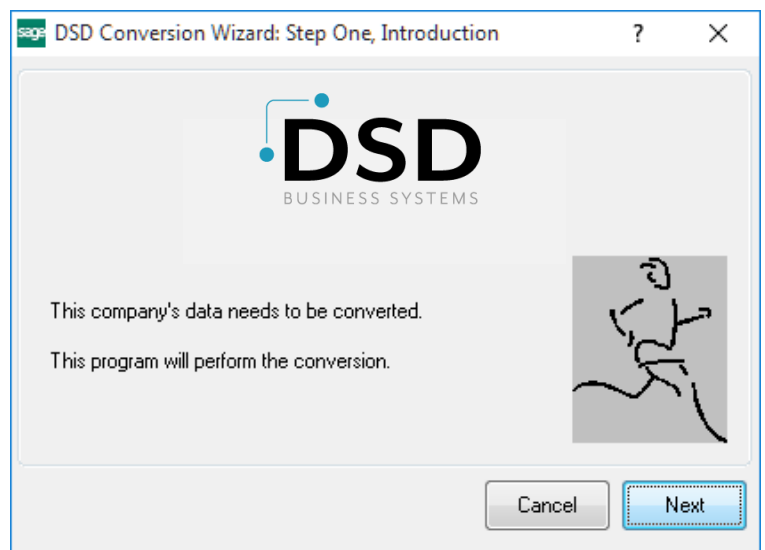 sage DSD Conversion Wizard: Step One, Introduction ?
DSD
BUSINESS SYSTEMS
This company's data needs to be converted.
This program will perform the conversion.
Cancel Next